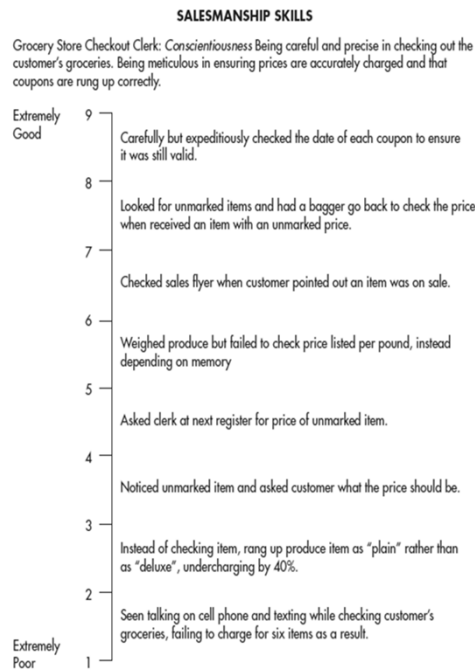 SALESMANSHIP SKILLS
Grocery Store Checkout Clerk: Conscientiousness Being careful and precise in checking out the
customer's groceries. Being meticulous in ensuring prices are accurately charged and that
coupons are rung up correctly.
Extremely
Good
9
Carefully but expeditiously checked the date of each coupon to ensure
it was still valid.
8
Looked for unmarked items and had a bagger go back to check the price
when received an item with an unmarked price.
7
Checked sales flyer when customer pointed out an item was on sale.
6
Weighed produce but failed to check price listed per pound, instead
depending on memory
5
Asked clerk at next register for price of unmarked item.
4
Noticed unmarked item and asked customer what the price should be.
3
Instead of checking item, rang up produce item as "plain" rather than
as "deluxe", undercharging by 40%.
2
Seen talking on cell phone and texting while checking customer's
groceries, failing to charge for six items as a result.
Extremely
Poor
1